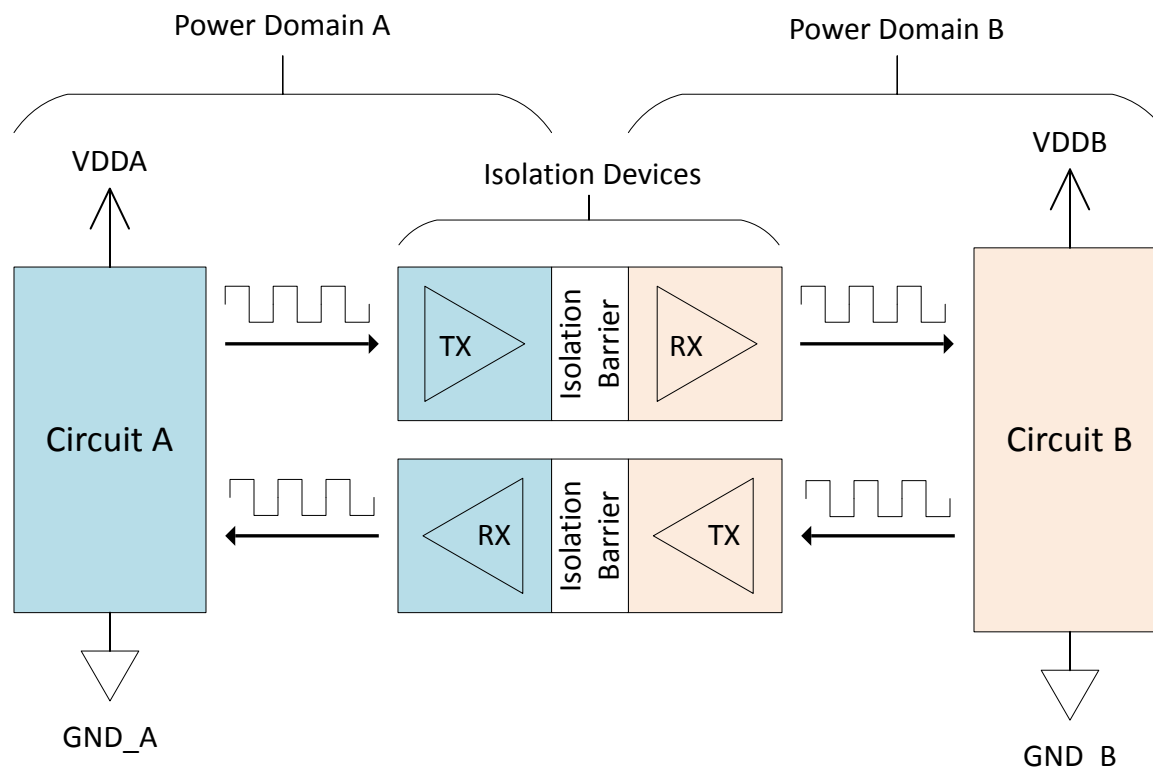 Power Domain A
Power Domain B
VDDA
VDDB
Isolation Devices
TX
Isolation
Barrier
RX
Circuit A
Circuit B
RX
Isolation
Barrier
TX
GND_A
GND_B